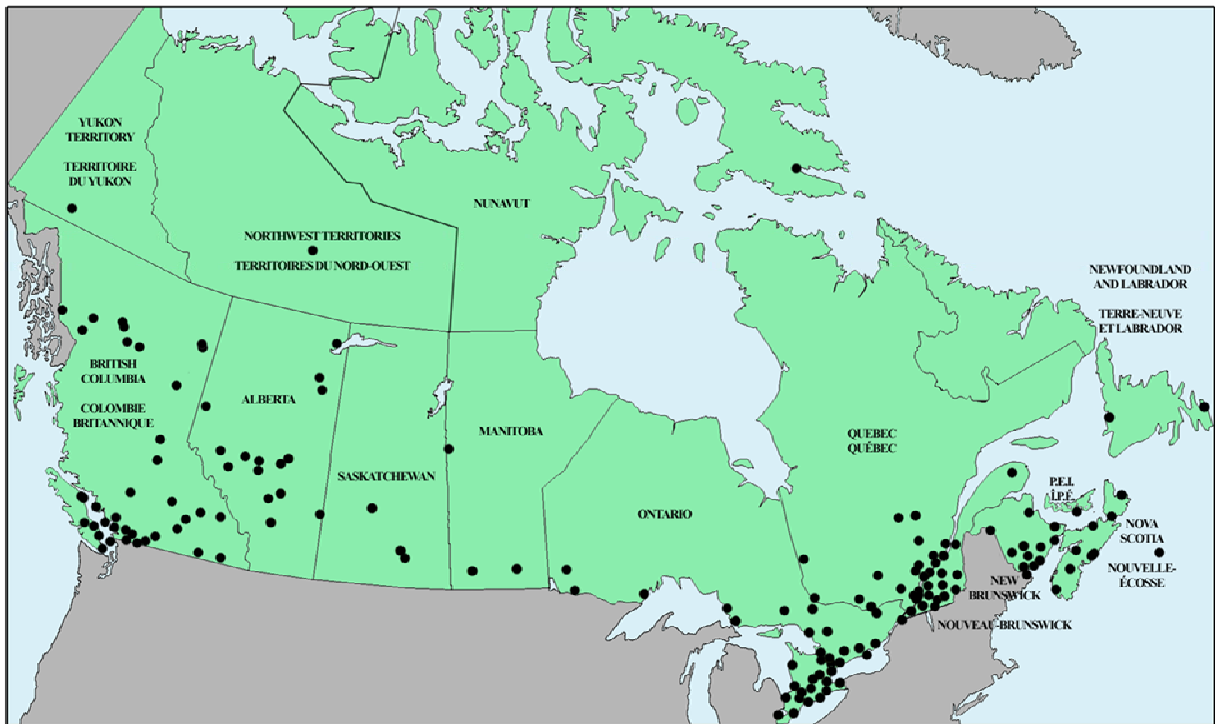 YUKON
TERRITORY
TERRITOIRE
DU YUKON
NUNAVUT
NORTHWEST TERRITORIES
TERRITOIRES DU NORD-OUEST
NEWFOUNDLAND
AND LABRADOR
TERRE-NEUVE
ET LABRADOR
BRITISH
COLUMBIA
COLOMBIE
BRITANNIQUE
ALBERTA
SASKATCHEWAN
MANITOBA
ONTARIO
QUEBEC
QUÉBEC
P.E.I.
Î.P.É.
NOVA
SCOTIA
NOUVELLE-
ÉCOSSE
NEW
BRUNSWICK
NOUVEAU-BRUNSWICK